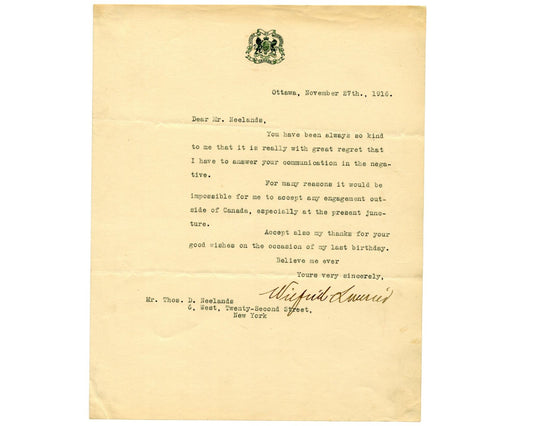 Ottawa, November 27th., 1916.
Dear Mr. Neelands,
You have been always so kind
to me that it is really with great regret that
I have to answer your communication in the nega-
tive.
For many reasons it would be
impossible for me to accept any engagement out-
side of Canada, especially at the present junc-
ture.
Accept also my thanks for your
good wishes on the occasion of my last birthday.
Believe me ever
Yours very sincerely,
Wilfrid Laurier
Mr. Thos. D. Neelands
6, West, Twenty-Second Street,
New York